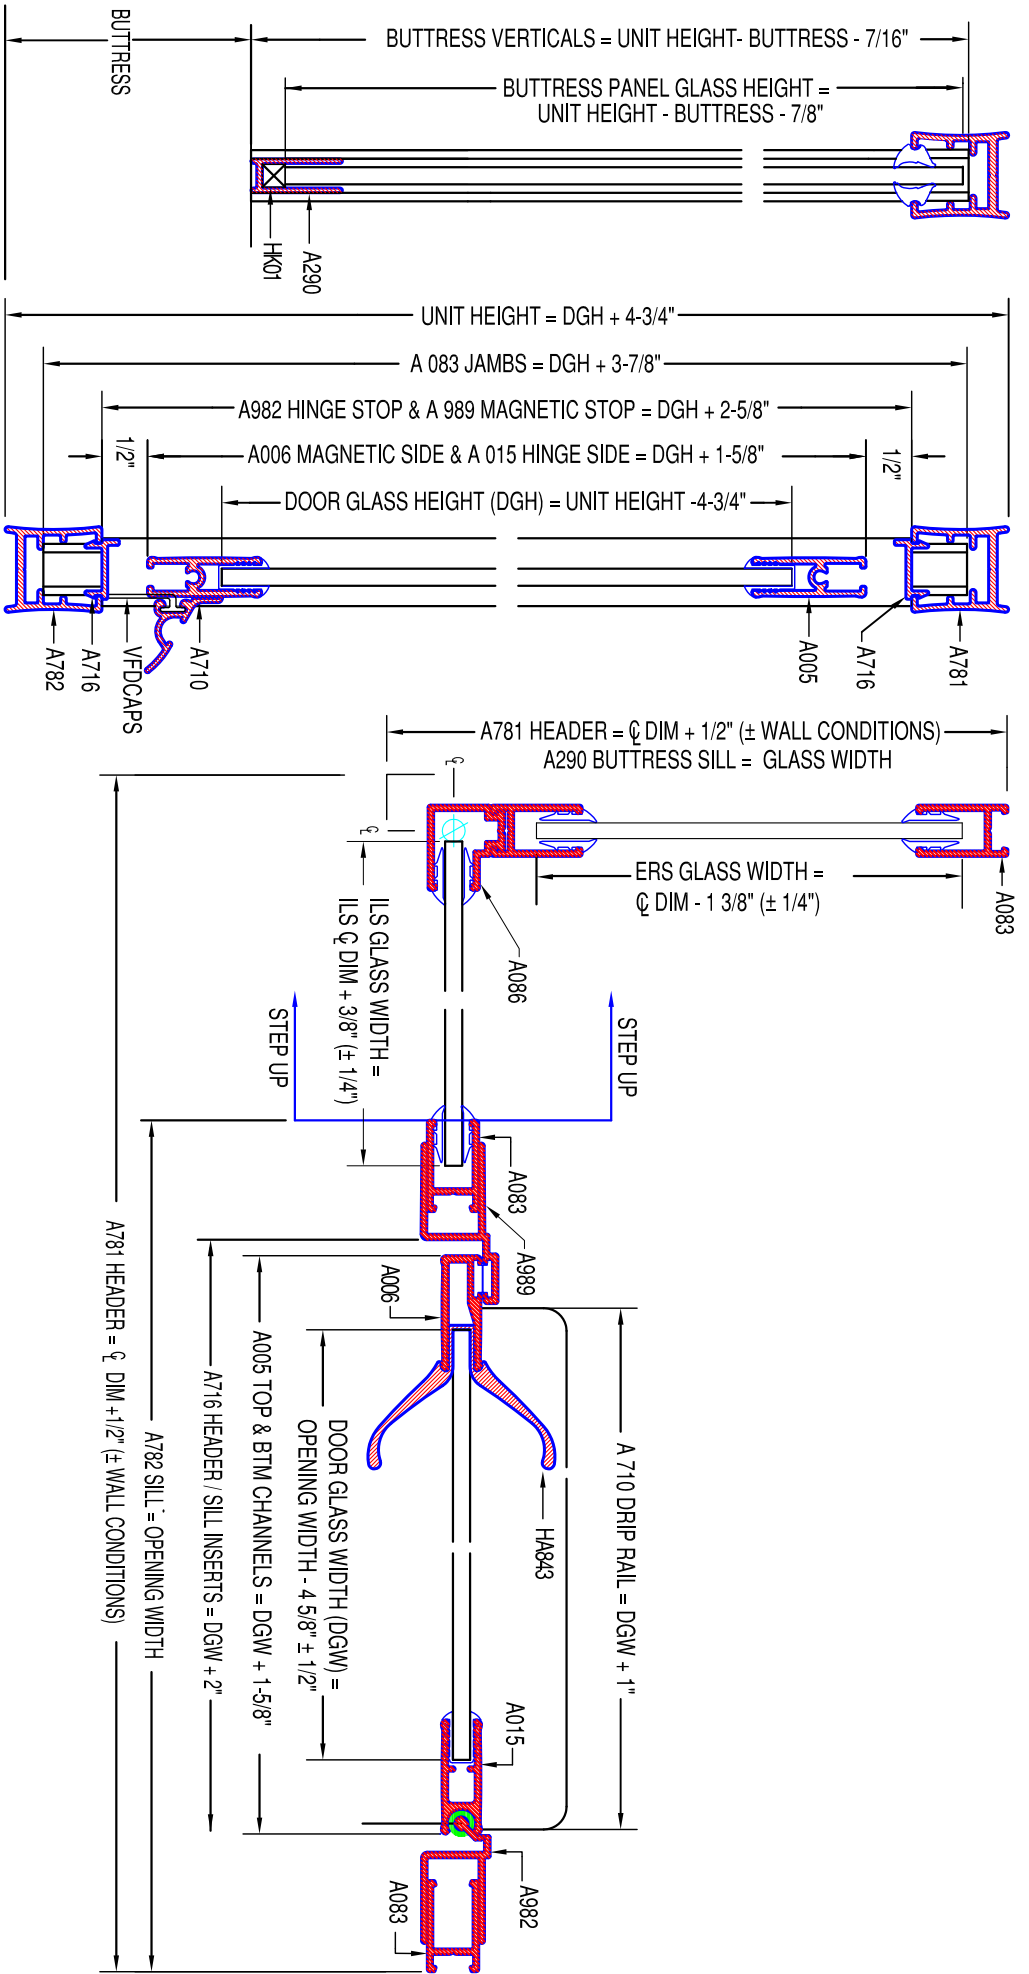 BUTTRESS
BUTTRESS VERTICALS = UNIT HEIGHT- BUTTRESS - 7/16"
BUTTRESS PANEL GLASS HEIGHT =
UNIT HEIGHT - BUTTRESS - 7/8"
HK01
A290
UNIT HEIGHT = DGH + 4-3/4"
A 083 JAMBS = DGH + 3-7/8"
A982 HINGE STOP & A 989 MAGNETIC STOP = DGH + 2-5/8"
1/2"
A006 MAGNETIC SIDE & A 015 HINGE SIDE = DGH + 1-5/8"
1/2"
DOOR GLASS HEIGHT (DGH) = UNIT HEIGHT -4-3/4"
A782
A716
VFDCAPS
A710
A005
A716
A781
A781 HEADER = ℄ DIM + 1/2" (± WALL CONDITIONS)
A290 BUTTRESS SILL = GLASS WIDTH
℄
℄
ERS GLASS WIDTH =
℄ DIM - 1 3/8" (± 1/4")
A083
A086
ILS GLASS WIDTH =
ILS ℄ DIM + 3/8" (± 1/4")
STEP UP
STEP UP
A083
A989
A006
HA843
A 710 DRIP RAIL = DGW + 1"
DOOR GLASS WIDTH (DGW) =
OPENING WIDTH - 4 5/8" ± 1/2"
A005 TOP & BTM CHANNELS = DGW + 1-5/8"
A716 HEADER / SILL INSERTS = DGW + 2"
A782 SILL = OPENING WIDTH
A781 HEADER = ℄ DIM +1/2" (± WALL CONDITIONS)
A015
A982
A083